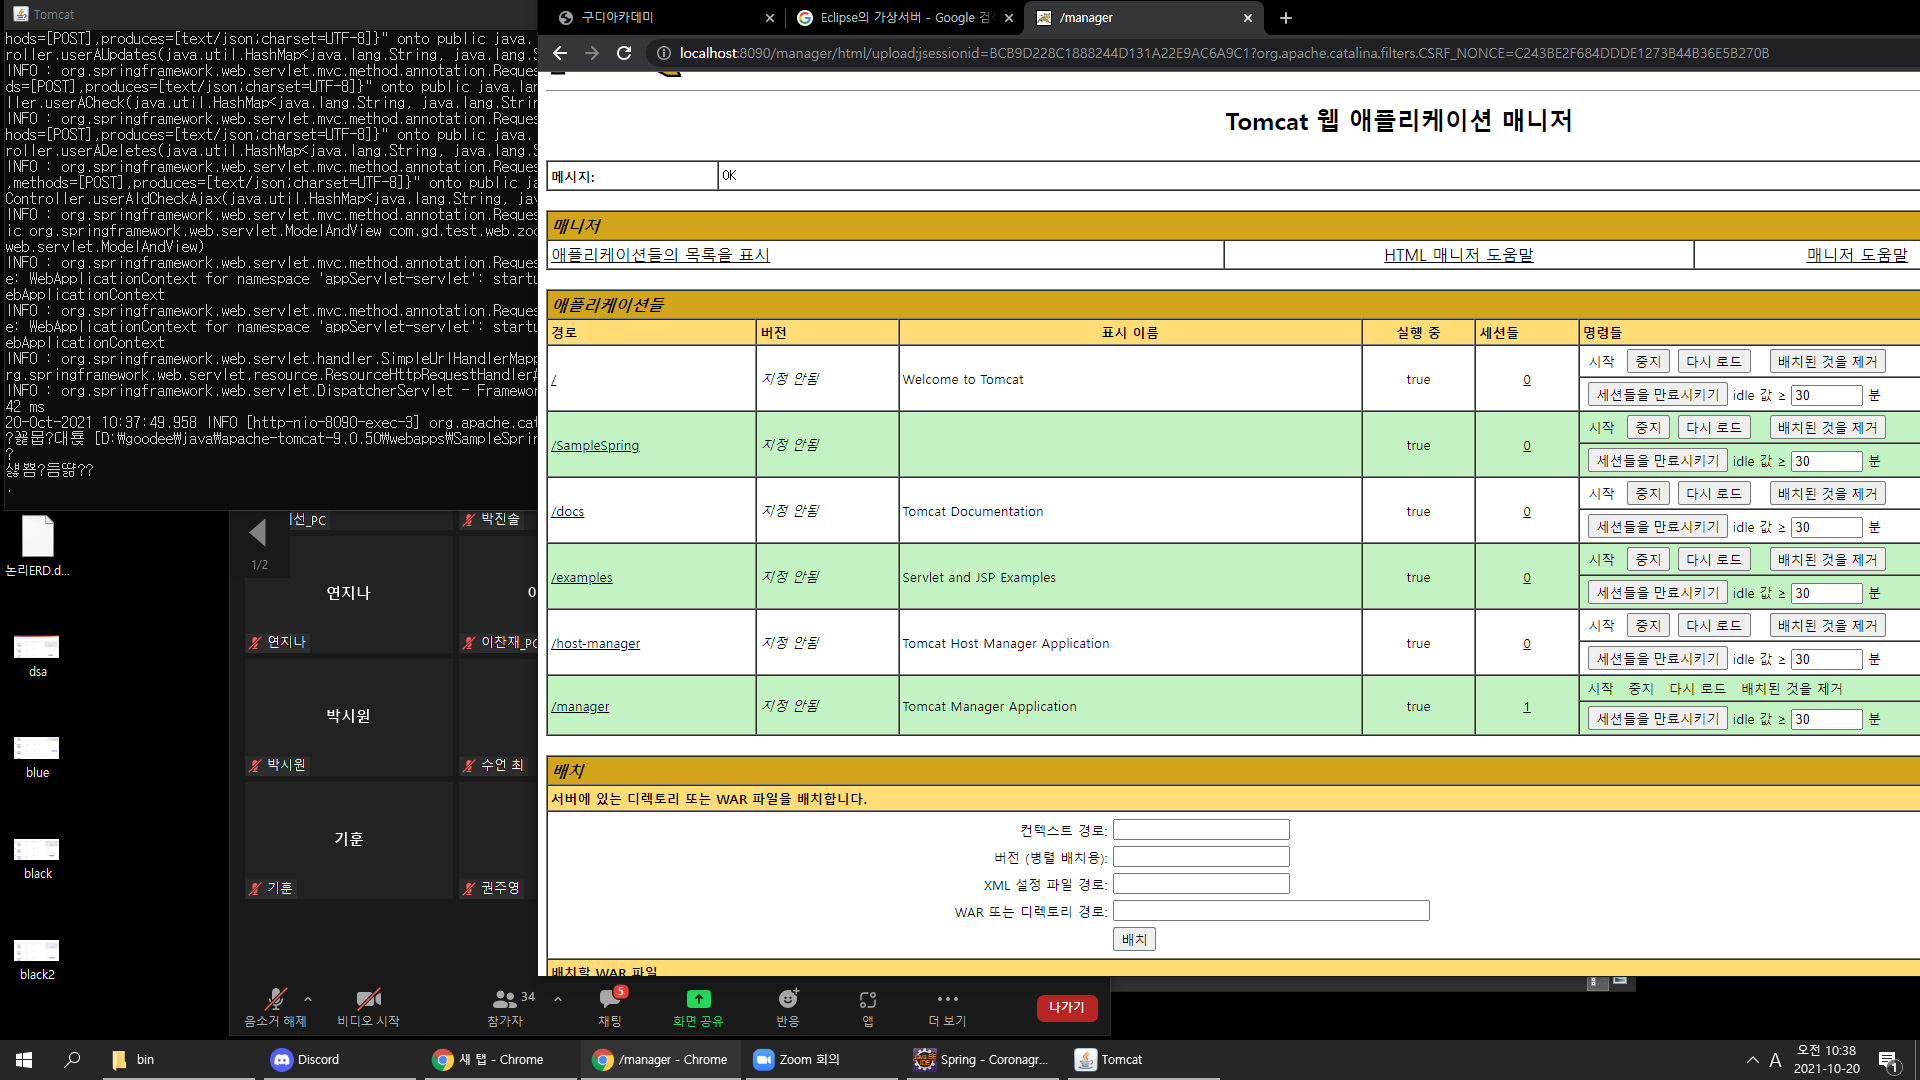 Tomcat
hods=[POST],produces=[text/json;charset=UTF-8]}" onto public java.
roller.userAUpdates(java.util.HashMap<java.lang.String, java.lang.S
INFO : org.springframework.web.servlet.mvc.method.annotation.Reque
ds=[POST],produces=[text/json;charset=UTF-8]}" onto public java.lan
ller.userACheck(java.util.HashMap<java.lang.String, java.lang.Strin
INFO : org.springframework.web.servlet.mvc.method.annotation.Reque
hods=[POST],produces=[text/json;charset=UTF-8]}" onto public java.
roller.userADeletes(java.util.HashMap<java.lang.String, java.lang.S
INFO : org.springframework.web.servlet.mvc.method.annotation.Reque
,methods=[POST],produces=[text/json;charset=UTF-8]}" onto public ja
Controller.userAIdCheckAjax(java.util.HashMap<java.lang.String, jav
INFO : org.springframework.web.servlet.mvc.method.annotation.Reque
ic org.springframework.web.servlet.ModelAndView com.gd.test.web.zoo
web.servlet.ModelAndView)
INFO : org.springframework.web.servlet.mvc.method.annotation.Reque
e: WebApplicationContext for namespace 'appServlet-servlet': startu
ebApplicationContext
INFO : org.springframework.web.servlet.mvc.method.annotation.Reque
e: WebApplicationContext for namespace 'appServlet-servlet': startu
ebApplicationContext
INFO : org.springframework.web.servlet.handler.SimpleUrlHandlerMapp
rg.springframework.web.servlet.resource.ResourceHttpRequestHandler#
INFO : org.springframework.web.servlet.DispatcherServlet - Framewor
42 ms
20-Oct-2021 10:37:49.958 INFO [http-nio-8090-exec-3] org.apache.cat
[D:₩goodee₩java₩apache-tomcat-9.0.50₩webapps₩SampleSprin
?
.
구디아카데미
Eclipse의 가상서버 - Google 검
/manager
localhost:8090/manager/html/upload;jsessionid=BCB9D228C1888244D131A22E9AC6A9C1?org.apache.catalina.filters.CSRF_NONCE=C243BE2F684DDDE1273B44B36E5B270B
Tomcat 웹 애플리케이션 매니저
메시지: OK
매니저
애플리케이션들의 목록을 표시 HTML 매니저 도움말 매니저 도움말
애플리케이션들
경로 버전 표시 이름 실행 중 세션들 명령들
/ 지정 안됨 Welcome to Tomcat true 0 시작 중지 다시 로드 배치된 것을 제거
세션들을 만료시키기 idle 값 ≥ 30 분
/SampleSpring 지정 안됨 true 0 시작 중지 다시 로드 배치된 것을 제거
세션들을 만료시키기 idle 값 ≥ 30 분
/docs 지정 안됨 Tomcat Documentation true 0 시작 중지 다시 로드 배치된 것을 제거
세션들을 만료시키기 idle 값 ≥ 30 분
/examples 지정 안됨 Servlet and JSP Examples true 0 시작 중지 다시 로드 배치된 것을 제거
세션들을 만료시키기 idle 값 ≥ 30 분
/host-manager 지정 안됨 Tomcat Host Manager Application true 0 시작 중지 다시 로드 배치된 것을 제거
세션들을 만료시키기 idle 값 ≥ 30 분
/manager 지정 안됨 Tomcat Manager Application true 1 시작 중지 다시 로드 배치된 것을 제거
세션들을 만료시키기 idle 값 ≥ 30 분
배치
서버에 있는 디렉토리 또는 WAR 파일을 배치합니다.
컨텍스트 경로:
버전 (병렬 배치용):
XML 설정 파일 경로:
WAR 또는 디렉토리 경로:
배치
배치할 WAR 파일
선_PC 박진솔
1/2
연지나 0
연지나 이찬재_PC
박시원
박시원 수언 최
기훈
기훈 권주영
음소거 해제 비디오 시작 34 참가자 5 채팅 화면 공유 반응 앱 더 보기 나가기
논리ERD.d...
dsa
blue
black
black2
bin Discord 새 탭 - Chrome /manager - Chrome Zoom 회의 Spring - Coronagr... Tomcat A 오전 10:38
2021-10-20 1